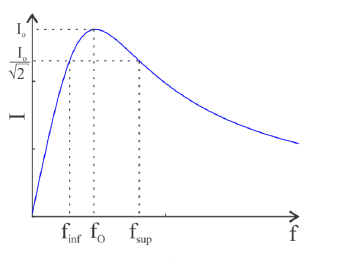 I₀
I₀
√2
I
f_inf f_O f_sup
f